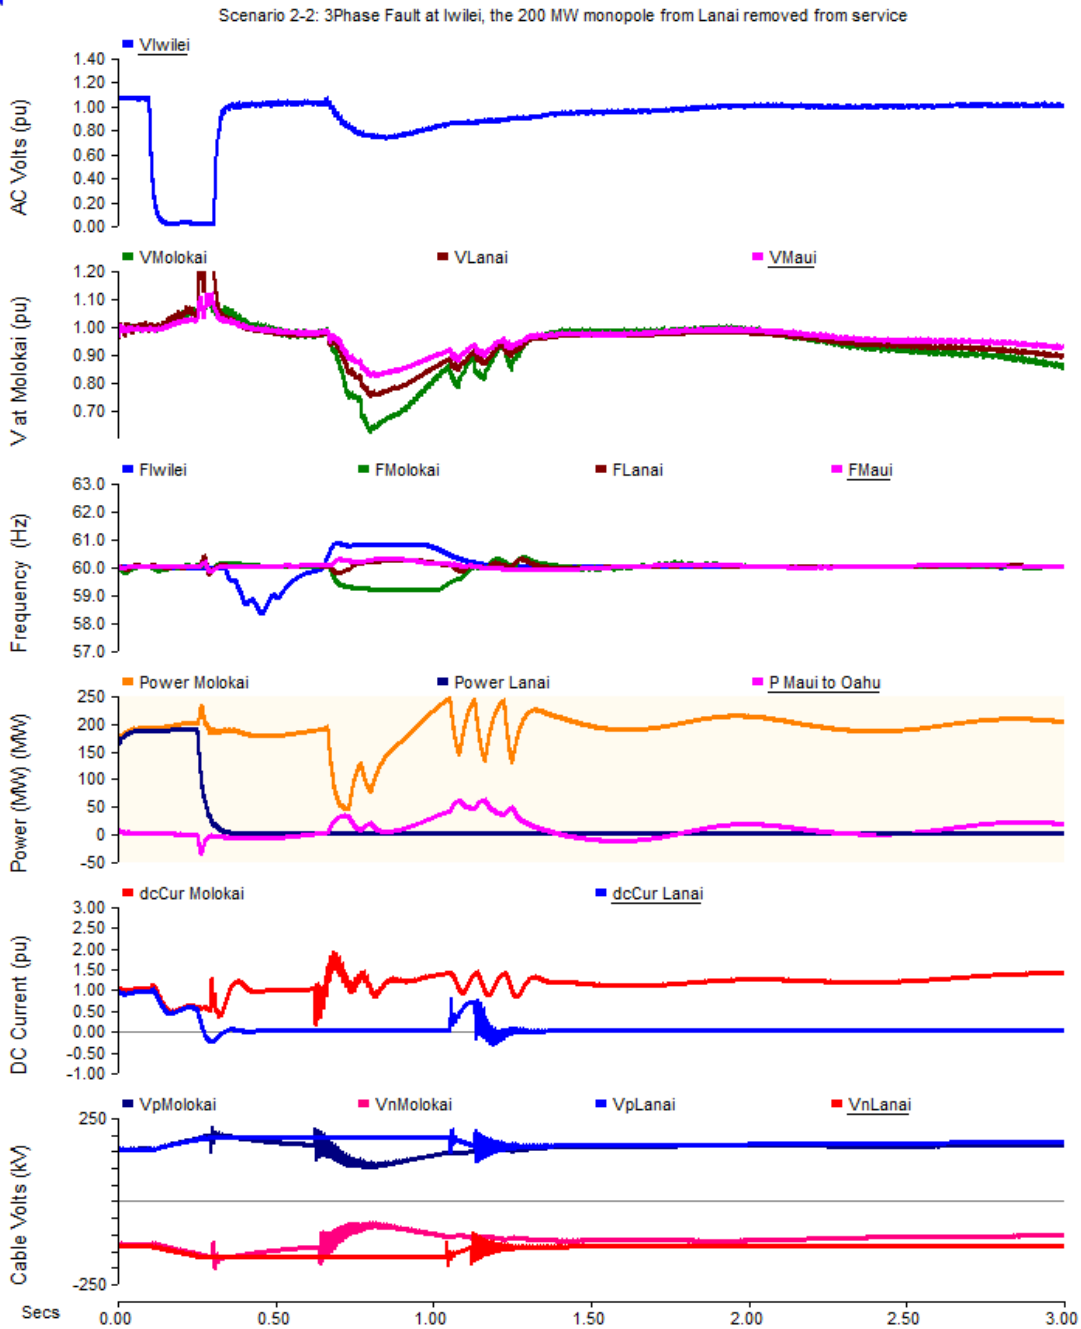 Scenario 2-2: 3Phase Fault at Iwilei, the 200 MW monopole from Lanai removed from service
VIwilei
AC Volts (pu)
1.40
1.20
1.00
0.80
0.60
0.40
0.20
0.00
VMolokai VLanai VMaui
V at Molokai (pu)
1.20
1.10
1.00
0.90
0.80
0.70
FIwilei FMolokai FLanai FMaui
Frequency (Hz)
63.0
62.0
61.0
60.0
59.0
58.0
57.0
Power Molokai Power Lanai P Maui to Oahu
Power (MW) (MW)
250
200
150
100
50
0
-50
dcCur Molokai dcCur Lanai
DC Current (pu)
3.00
2.50
2.00
1.50
1.00
0.50
0.00
-0.50
-1.00
VpMolokai VnMolokai VpLanai VnLanai
Cable Volts (kV)
250
-250
Secs 0.00 0.50 1.00 1.50 2.00 2.50 3.00